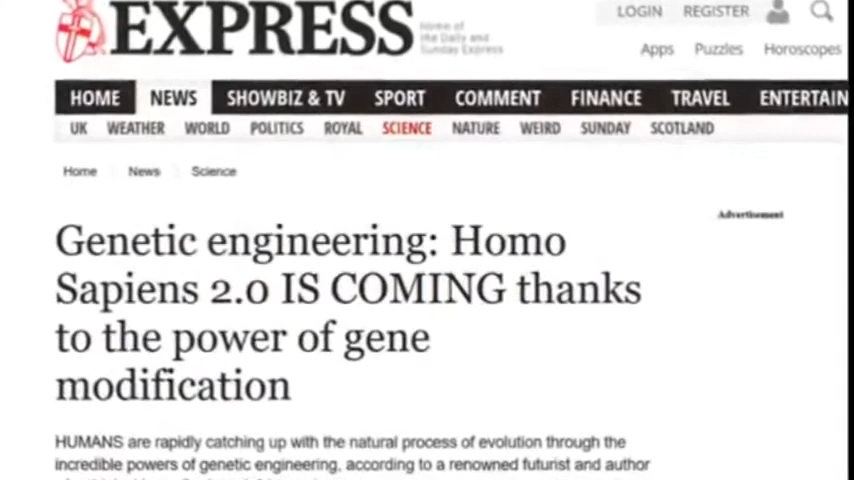 LOGIN REGISTER
EXPRESS
Home of
the Daily and
Sunday Express
Apps Puzzles Horoscopes
HOME NEWS SHOWBIZ & TV SPORT COMMENT FINANCE TRAVEL ENTERTAIN
UK WEATHER WORLD POLITICS ROYAL SCIENCE NATURE WEIRD SUNDAY SCOTLAND
Home News Science
Advertisement
Genetic engineering: Homo
Sapiens 2.0 IS COMING thanks
to the power of gene
modification
HUMANS are rapidly catching up with the natural process of evolution through the
incredible powers of genetic engineering, according to a renowned futurist and author